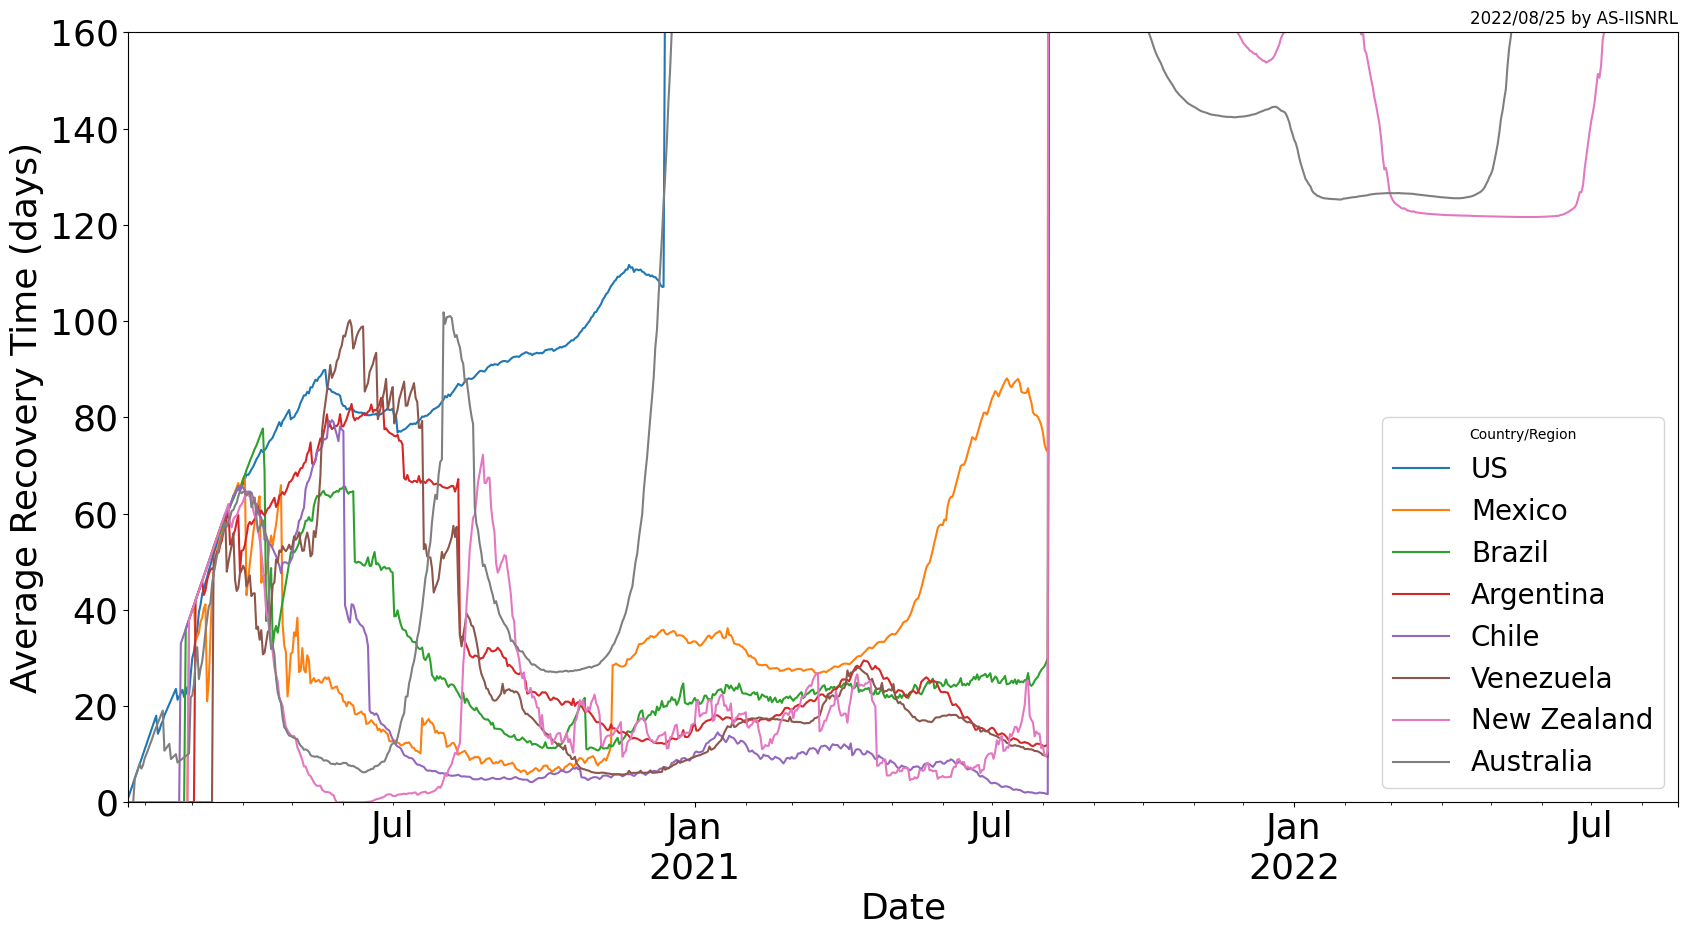 2022/08/25 by AS-IISNRL
160
140
120
100
80
60
40
20
0
Average Recovery Time (days)
Country/Region
US
Mexico
Brazil
Argentina
Chile
Venezuela
New Zealand
Australia
Jul
Jan
2021
Jul
Jan
2022
Jul
Date